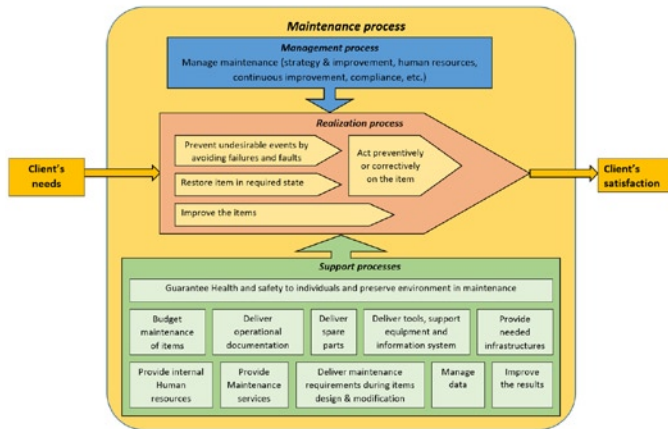 Maintenance process
Management process
Manage maintenance (strategy & improvement, human resources,
continuous improvement, compliance, etc.)
Realization process
Prevent undesirable events by
avoiding failures and faults
Restore item in required state
Improve the items
Act preventively
or correctively
on the item
Client's
needs
Client's
satisfaction
Support processes
Guarantee Health and safety to individuals and preserve environment in maintenance
Budget
maintenance
of items
Deliver
operational
documentation
Deliver
spare
parts
Deliver tools, support
equipment and
information system
Provide
needed
infrastructures
Provide internal
Human
resources
Provide
Maintenance
services
Deliver maintenance
requirements during items
design & modification
Manage
data
Improve
the results